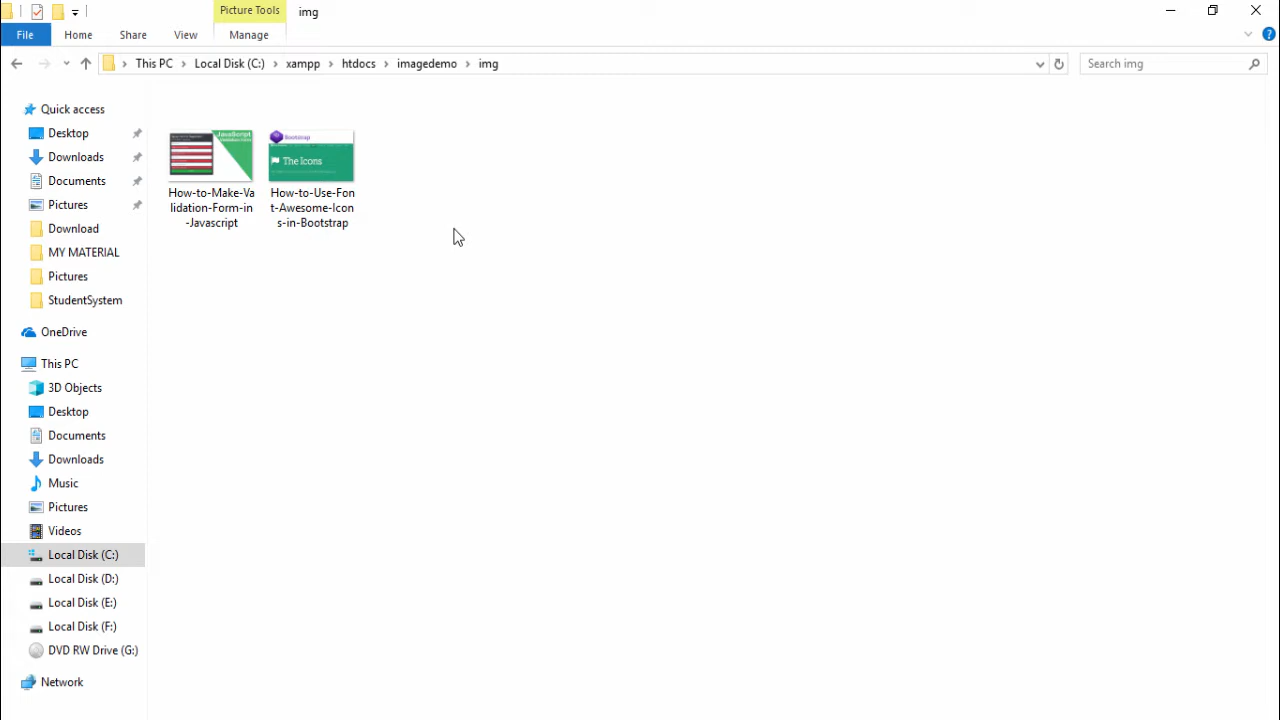 Picture Tools
img
File
Home
Share
View
Manage
This PC
Local Disk (C:)
xampp
htdocs
imagedemo
img
Search img
Quick access
Desktop
Downloads
Documents
Pictures
Download
MY MATERIAL
Pictures
StudentSystem
OneDrive
This PC
3D Objects
Desktop
Documents
Downloads
Music
Pictures
Videos
Local Disk (C:)
Local Disk (D:)
Local Disk (E:)
Local Disk (F:)
DVD RW Drive (G:)
Network
JavaScript
How-to-Make-Va
lidation-Form-in
-Javascript
Bootstrap
The Icons
How-to-Use-Fon
t-Awesome-Icon
s-in-Bootstrap